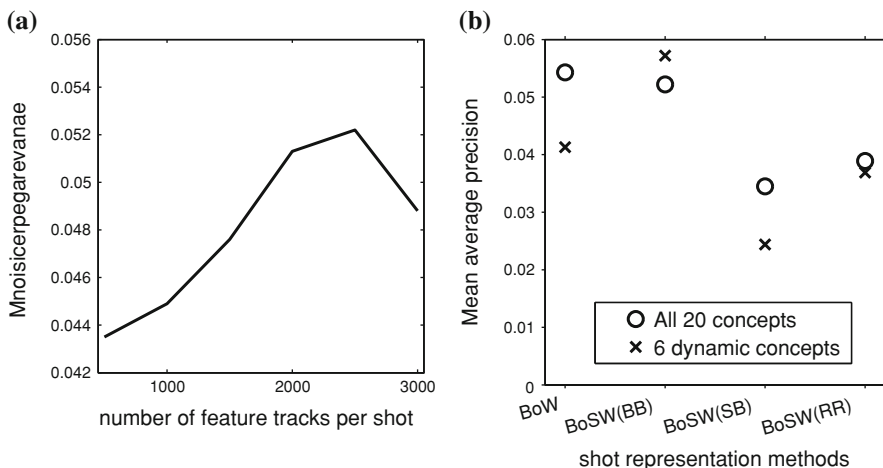 (a)
0.056
0.054
0.052
0.05
0.048
0.046
0.044
0.042
Mnoisicerpegarevanae
1000
2000
3000
number of feature tracks per shot
(b)
0.06
0.05
0.04
0.03
0.02
0.01
0
Mean average precision
All 20 concepts
6 dynamic concepts
BoW
BoSW(BB)
BoSW(SB)
BoSW(RR)
shot representation methods